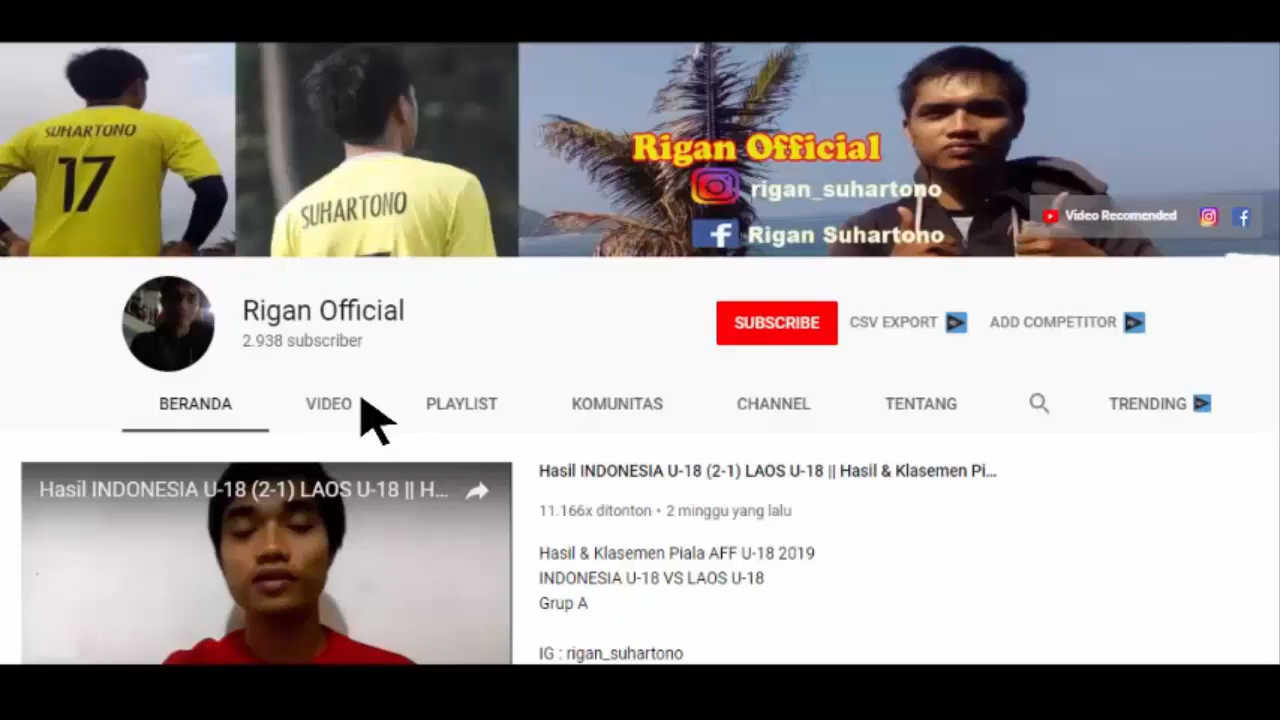 SUHARTONO
17
SUHARTONO
Rigan Official
rigan_suhartono
Rigan Suhartono
Video Recomended
Rigan Official
2.938 subscriber
SUBSCRIBE
CSV EXPORT
ADD COMPETITOR
BERANDA
VIDEO
PLAYLIST
KOMUNITAS
CHANNEL
TENTANG
TRENDING
Hasil INDONESIA U-18 (2-1) LAOS U-18 || H...
Hasil INDONESIA U-18 (2-1) LAOS U-18 || Hasil & Klasemen Pi...
11.166x ditonton • 2 minggu yang lalu
Hasil & Klasemen Piala AFF U-18 2019
INDONESIA U-18 VS LAOS U-18
Grup A
IG : rigan_suhartono